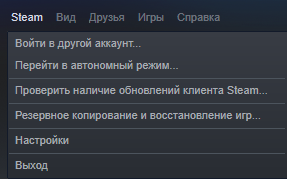 Steam Вид Друзья Игры Справка
Войти в другой аккаунт...
Перейти в автономный режим...
Проверить наличие обновлений клиента Steam...
Резервное копирование и восстановление игр...
Настройки
Выход